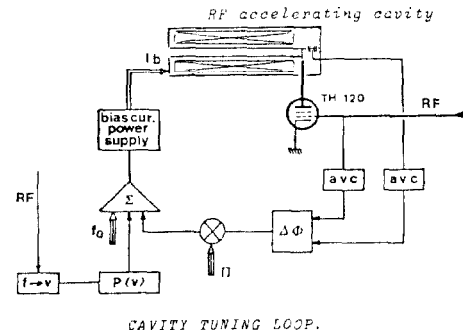 RF accelerating cavity
Ib
TH 120
RF
bias cur.
power
supply
avc
avc
RF
Σ
f₀
ΔΦ
f→v
P(v)
CAVITY TUNING LOOP.